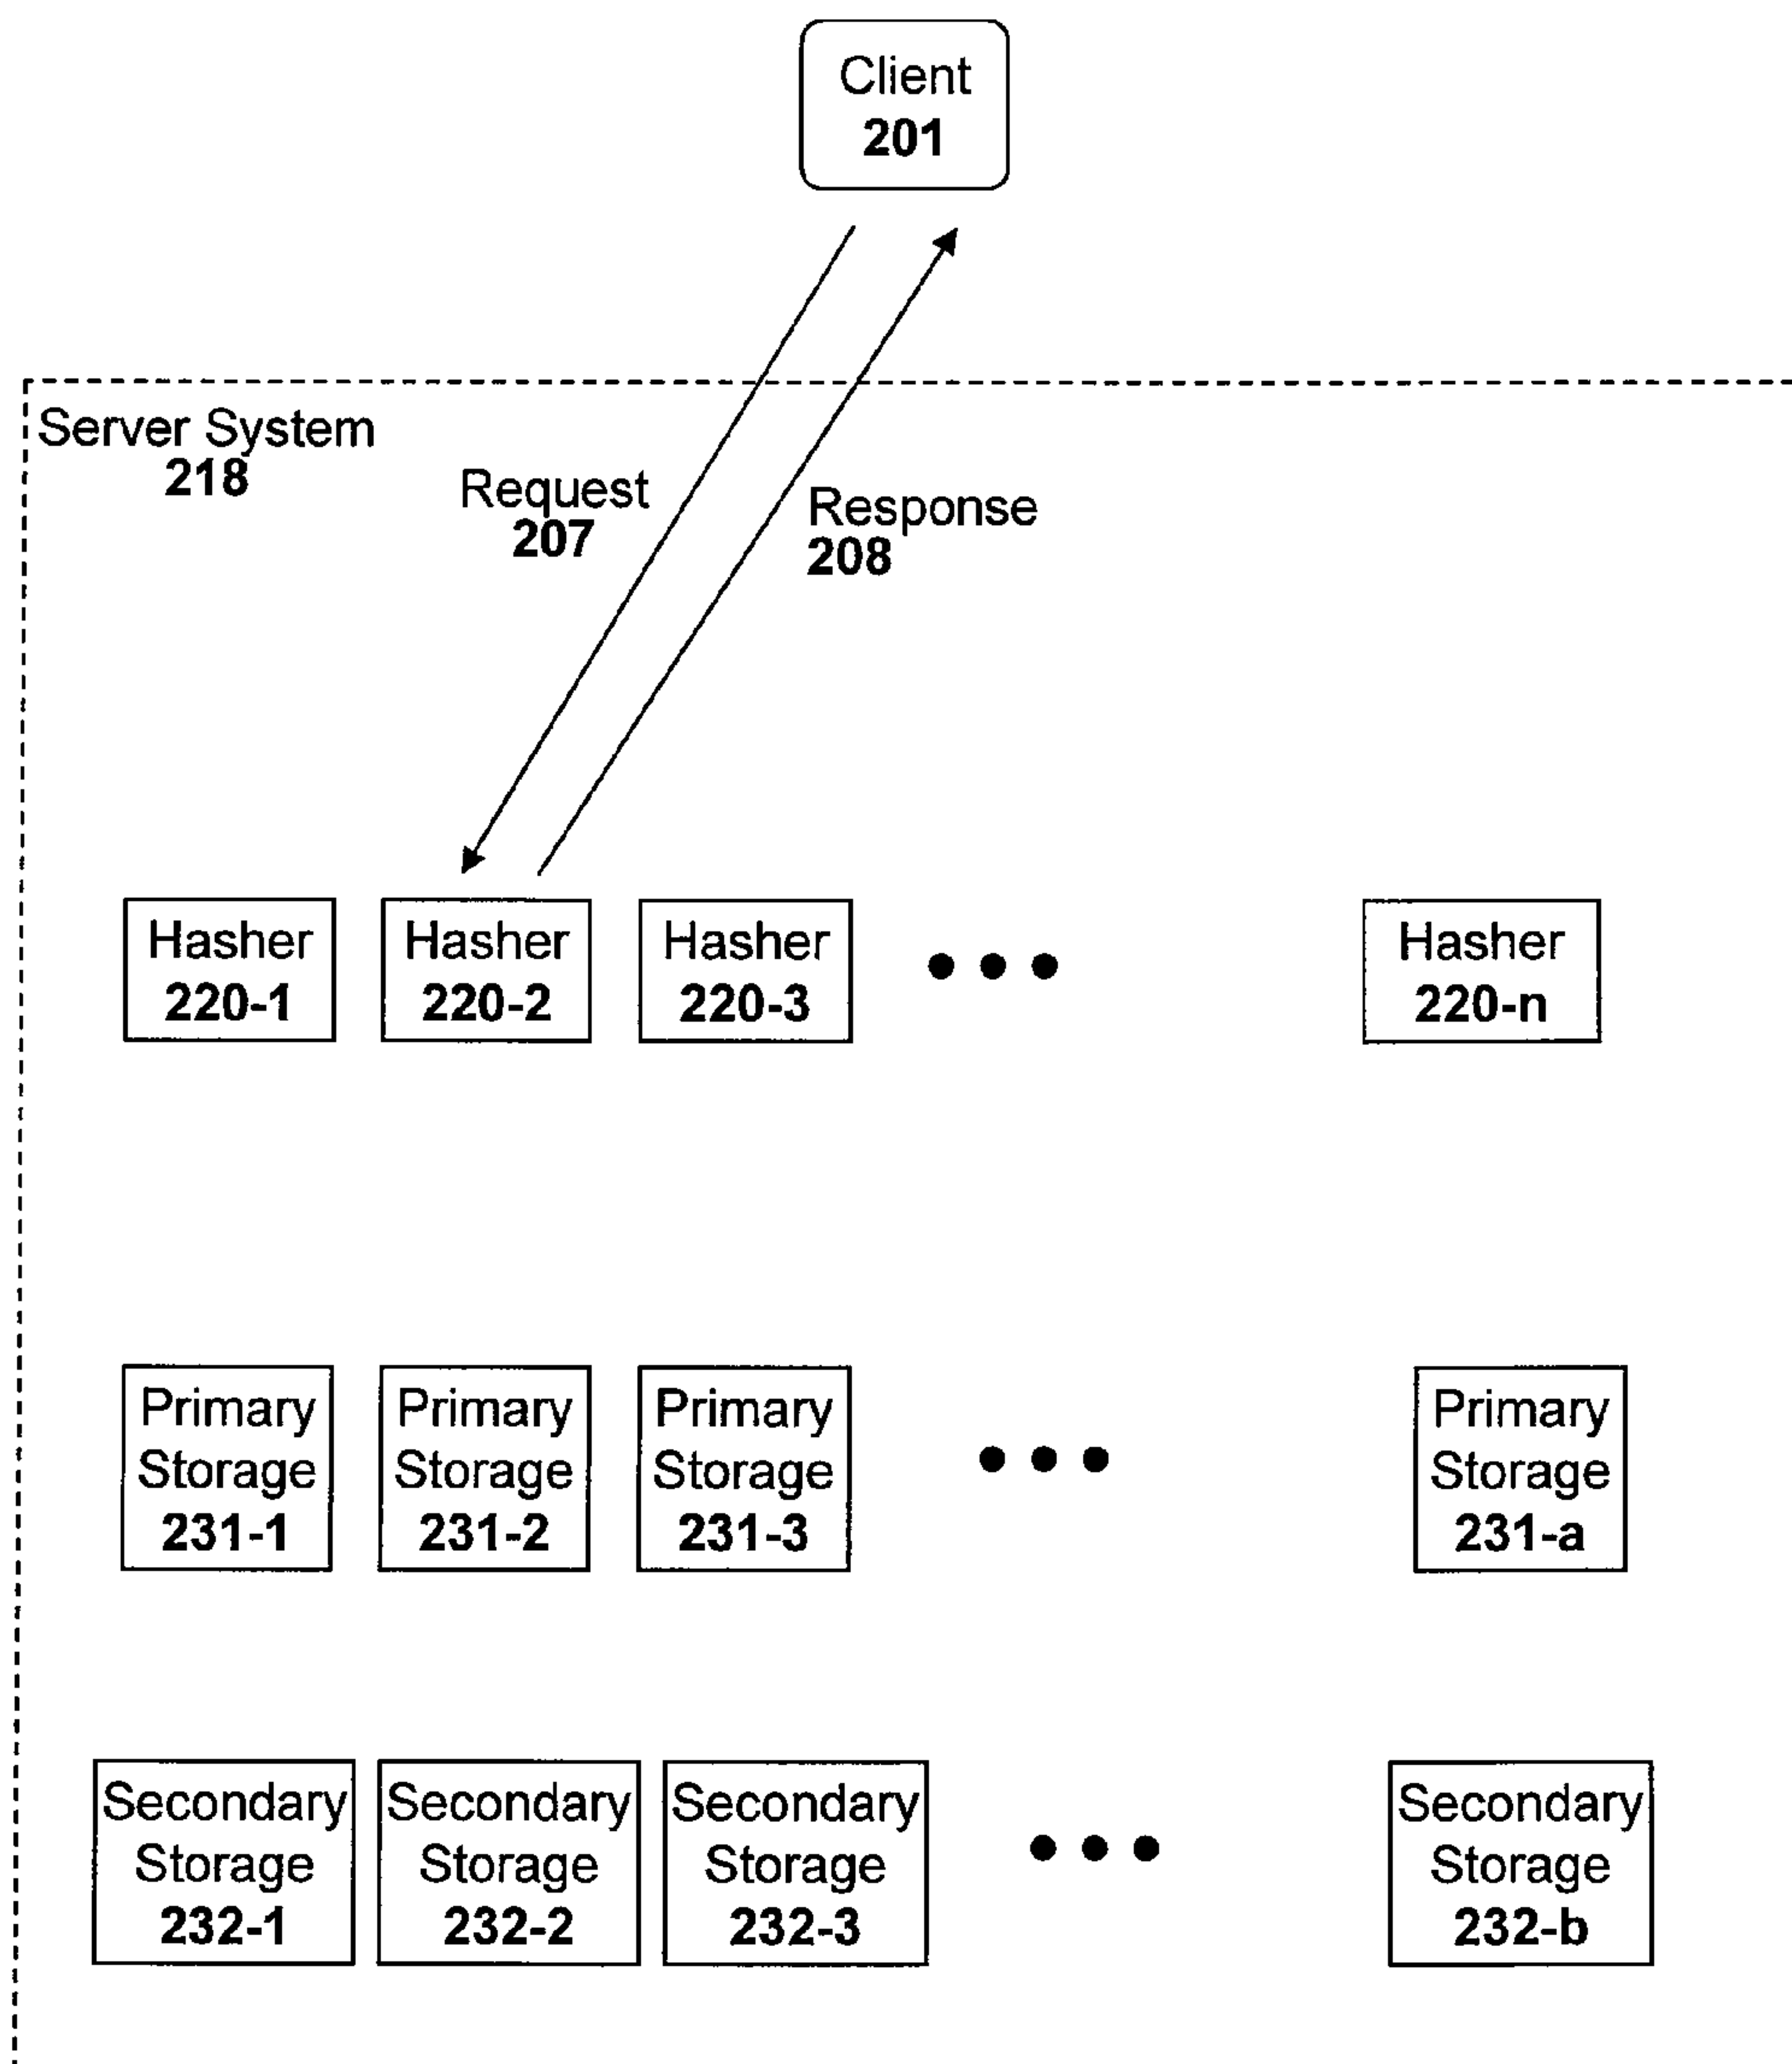 Client
201
Server System
218
Request
207
Response
208
Hasher
220-1
Hasher
220-2
Hasher
220-3
Hasher
220-n
Primary
Storage
231-1
Primary
Storage
231-2
Primary
Storage
231-3
Primary
Storage
231-a
Secondary
Storage
232-1
Secondary
Storage
232-2
Secondary
Storage
232-3
Secondary
Storage
232-b